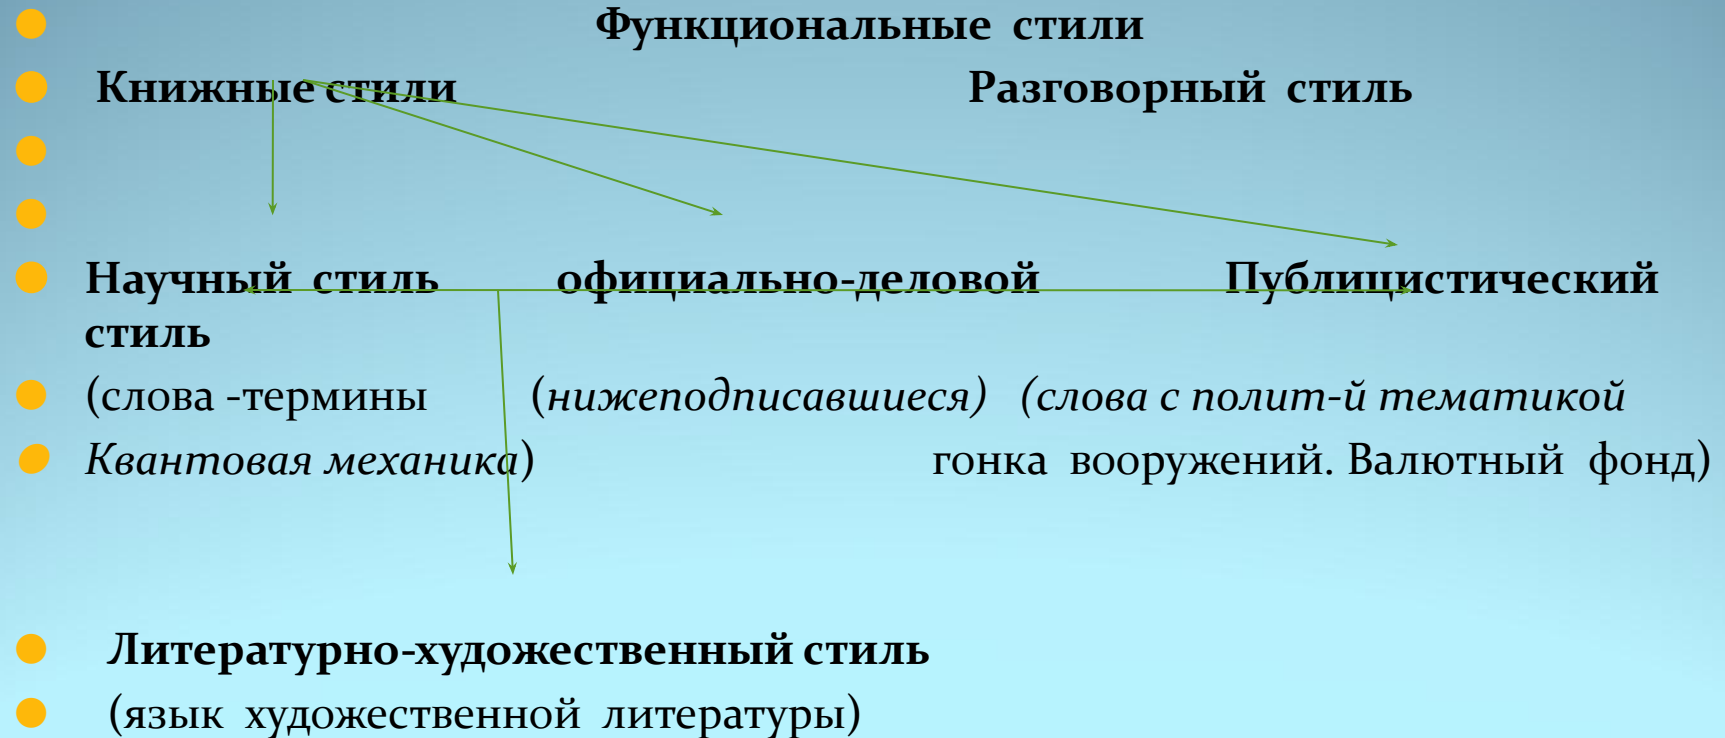 Функциональные стили
Книжные стили Разговорный стиль
Научный стиль официально-деловой Публицистический
стиль
(слова -термины (нижеподписавшиеся) (слова с полит-й тематикой
Квантовая механика) гонка вооружений. Валютный фонд)
Литературно-художественный стиль
(язык художественной литературы)